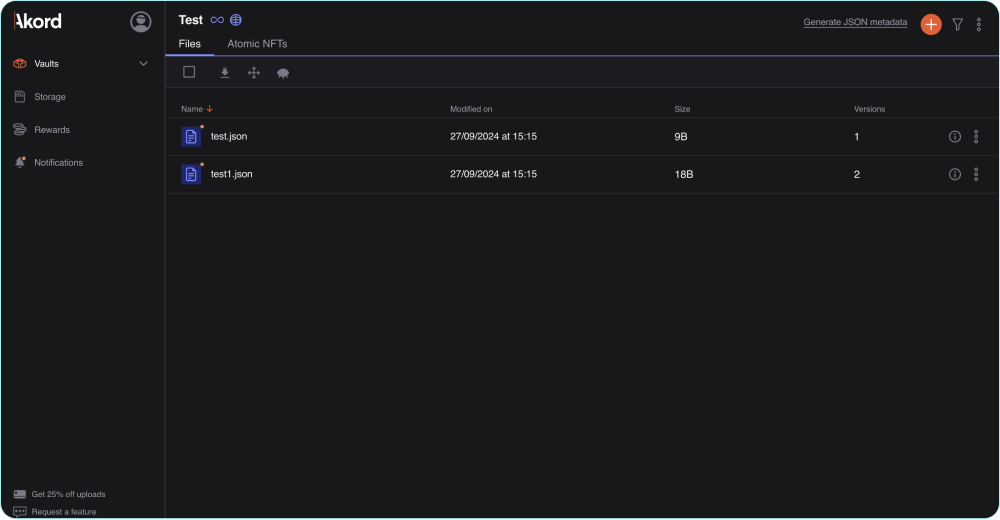 Akord
Vaults
Storage
Rewards
Notifications
Get 25% off uploads
Request a feature
Test
Generate JSON metadata
Files Atomic NFTs
Name Modified on Size Versions
test.json 27/09/2024 at 15:15 9B 1
test1.json 27/09/2024 at 15:15 18B 2